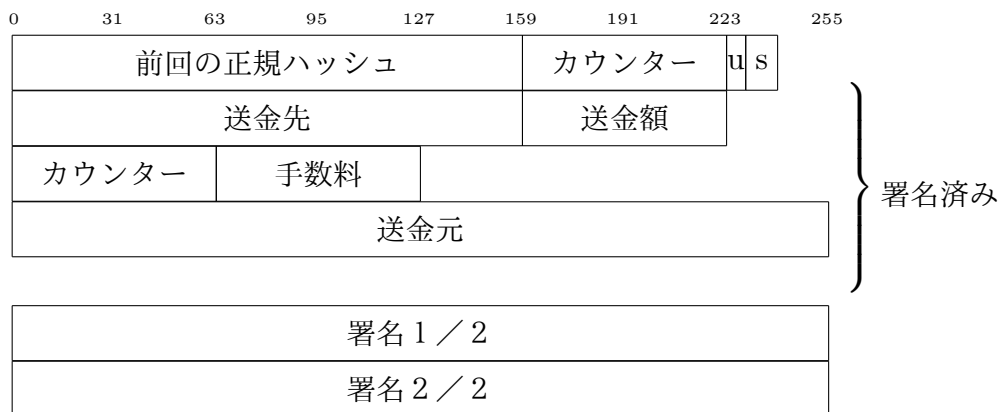 0 31 63 95 127 159 191 223 255
前回の正規ハッシュ カウンター u s
送金先 送金額
カウンター 手数料
署名済み
送金元
署名1／2
署名2／2